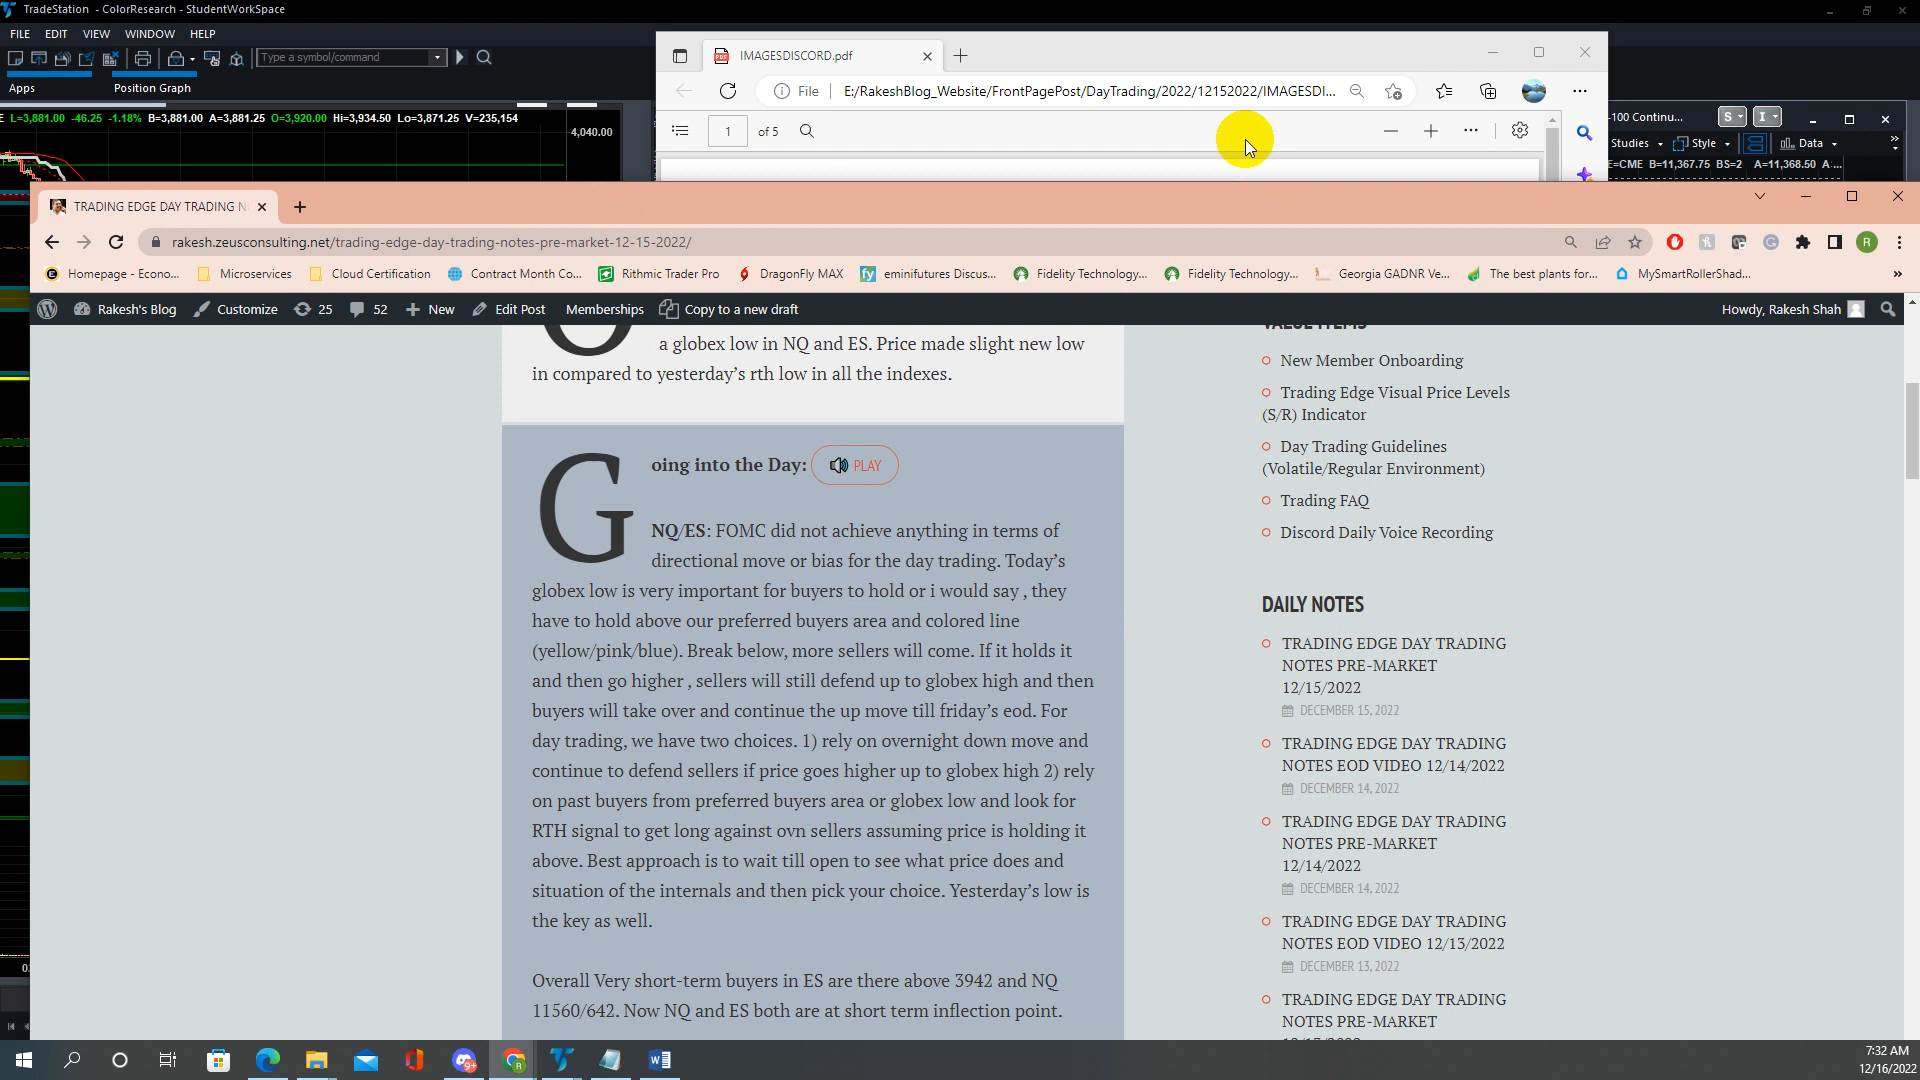 TradeStation - ColorResearch - StudentWorkSpace
FILE EDIT VIEW WINDOW HELP
Type a symbol/command
Apps Position Graph
E L=3,881.00 -46.25 -1.18% B=3,881.00 A=3,881.25 O=3,920.00 Hi=3,934.50 Lo=3,871.25 V=235,154
4,040.00
IMAGESDISCORD.pdf
File E:/RakeshBlog_Website/FrontPagePost/DayTrading/2022/12152022/IMAGESDI...
1 of 5
-100 Continu... S I
Studies Style Data
E=CME B=11,367.75 BS=2 A=11,368.50 A...
TRADING EDGE DAY TRADING N
rakesh.zeusconsulting.net/trading-edge-day-trading-notes-pre-market-12-15-2022/
R
Homepage - Econo... Microservices Cloud Certification Contract Month Co... Rithmic Trader Pro DragonFly MAX eminifutures Discus... Fidelity Technology... Fidelity Technology... Georgia GADNR Ve... The best plants for... MySmartRollerShad... »
Rakesh's Blog Customize 25 52 New Edit Post Memberships Copy to a new draft Howdy, Rakesh Shah
a globex low in NQ and ES. Price made slight new low
in compared to yesterday's rth low in all the indexes.
Going into the Day: PLAY
NQ/ES: FOMC did not achieve anything in terms of
directional move or bias for the day trading. Today's
globex low is very important for buyers to hold or i would say , they
have to hold above our preferred buyers area and colored line
(yellow/pink/blue). Break below, more sellers will come. If it holds it
and then go higher , sellers will still defend up to globex high and then
buyers will take over and continue the up move till friday's eod. For
day trading, we have two choices. 1) rely on overnight down move and
continue to defend sellers if price goes higher up to globex high 2) rely
on past buyers from preferred buyers area or globex low and look for
RTH signal to get long against ovn sellers assuming price is holding it
above. Best approach is to wait till open to see what price does and
situation of the internals and then pick your choice. Yesterday's low is
the key as well.
Overall Very short-term buyers in ES are there above 3942 and NQ
11560/642. Now NQ and ES both are at short term inflection point.
VALUE ITEMS
New Member Onboarding
Trading Edge Visual Price Levels
(S/R) Indicator
Day Trading Guidelines
(Volatile/Regular Environment)
Trading FAQ
Discord Daily Voice Recording
DAILY NOTES
TRADING EDGE DAY TRADING
NOTES PRE-MARKET
12/15/2022
DECEMBER 15, 2022
TRADING EDGE DAY TRADING
NOTES EOD VIDEO 12/14/2022
DECEMBER 14, 2022
TRADING EDGE DAY TRADING
NOTES PRE-MARKET
12/14/2022
DECEMBER 14, 2022
TRADING EDGE DAY TRADING
NOTES EOD VIDEO 12/13/2022
DECEMBER 13, 2022
TRADING EDGE DAY TRADING
NOTES PRE-MARKET
7:32 AM
12/16/2022